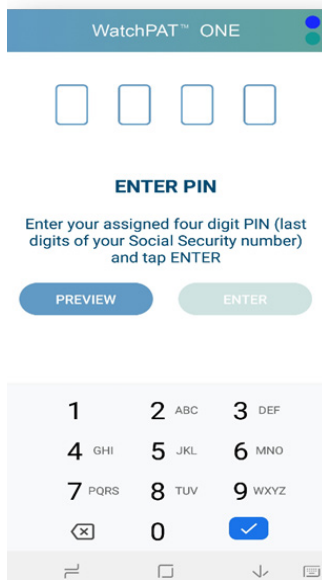 WatchPAT™ ONE
ENTER PIN
Enter your assigned four digit PIN (last
digits of your Social Security number)
and tap ENTER
PREVIEW ENTER
1 2 ABC 3 DEF
4 GHI 5 JKL 6 MNO
7 PQRS 8 TUV 9 WXYZ
0